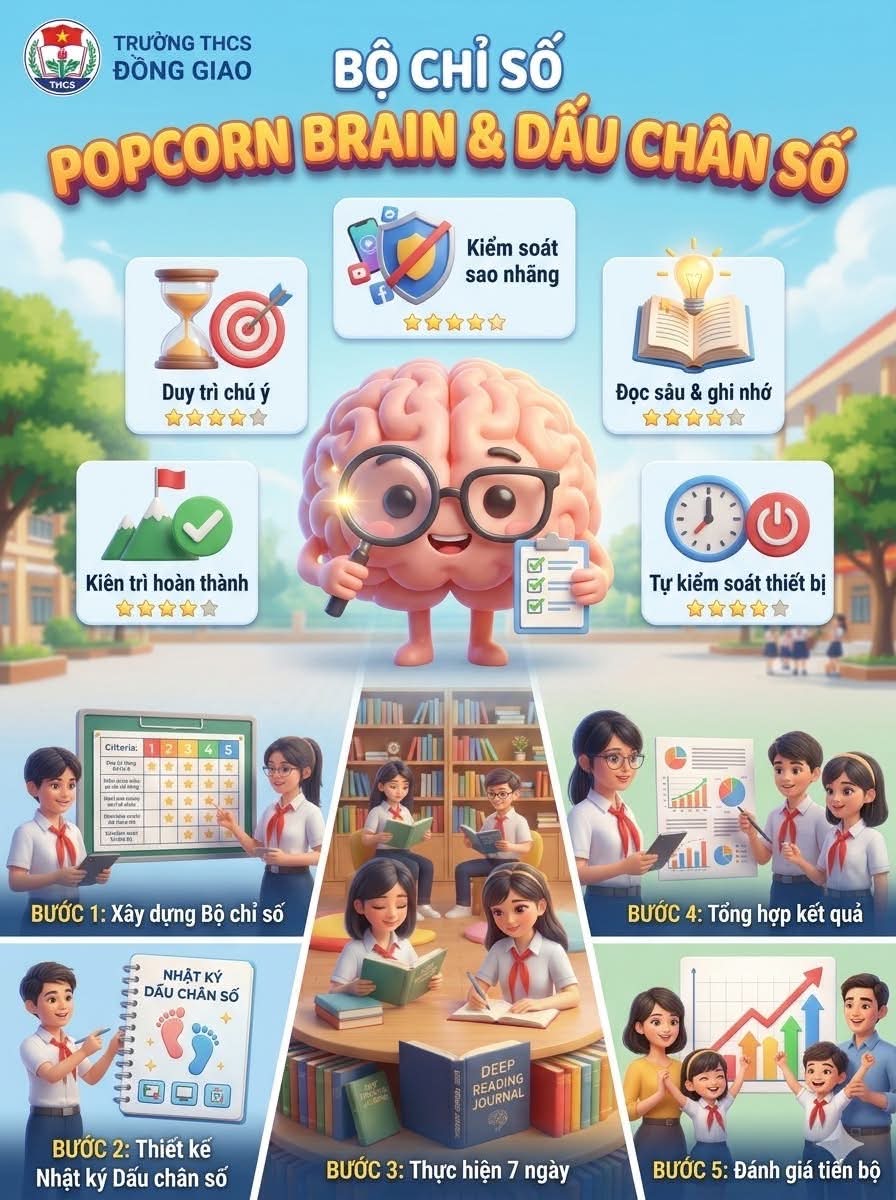 TRƯỜNG THCS
ĐỒNG GIAO
THCS
BỘ CHỈ SỐ
POPCORN BRAIN & DẤU CHÂN SỐ
Kiểm soát
sao nhãng
Duy trì chú ý
Đọc sâu & ghi nhớ
Kiên trì hoàn thành
Tự kiểm soát thiết bị
Criteria: 1 2 3 4 5
BƯỚC 1: Xây dựng Bộ chỉ số
NHẬT KÝ
DẤU CHÂN SỐ
BƯỚC 2: Thiết kế
Nhật ký Dấu chân số
DEEP
READING
JOURNAL
BƯỚC 3: Thực hiện 7 ngày
BƯỚC 4: Tổng hợp kết quả
BƯỚC 5: Đánh giá tiến bộ